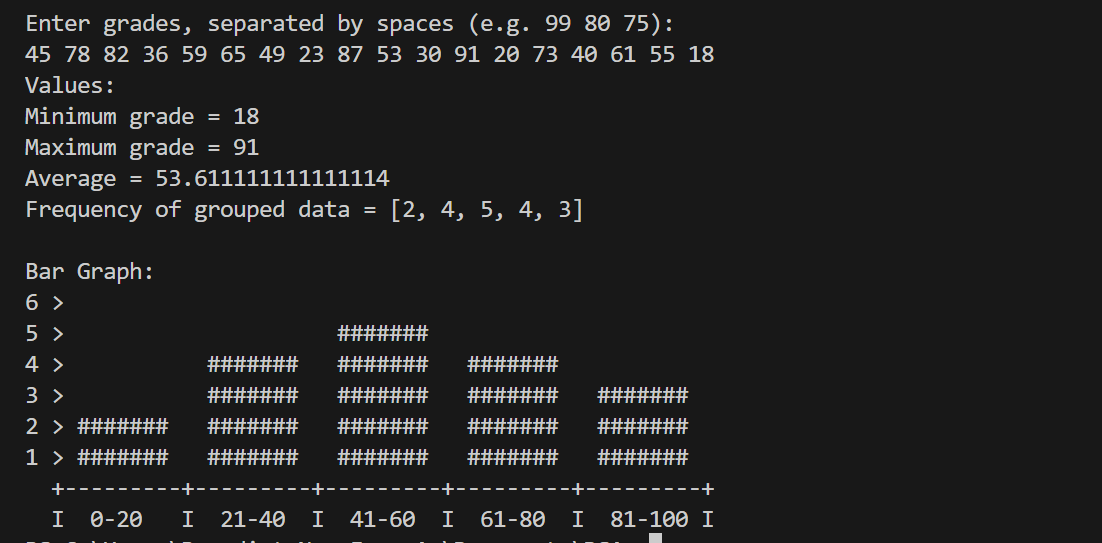 Enter grades, separated by spaces (e.g. 99 80 75):
45 78 82 36 59 65 49 23 87 53 30 91 20 73 40 61 55 18
Values:
Minimum grade = 18
Maximum grade = 91
Average = 53.611111111111114
Frequency of grouped data = [2, 4, 5, 4, 3]
Bar Graph:
6 >
5 >                     #######
4 >           #######   #######   #######
3 >           #######   #######   #######   #######
2 > #######   #######   #######   #######   #######
1 > #######   #######   #######   #######   #######
  +---------+---------+---------+---------+---------+
  I  0-20   I  21-40  I  41-60  I  61-80  I  81-100 I